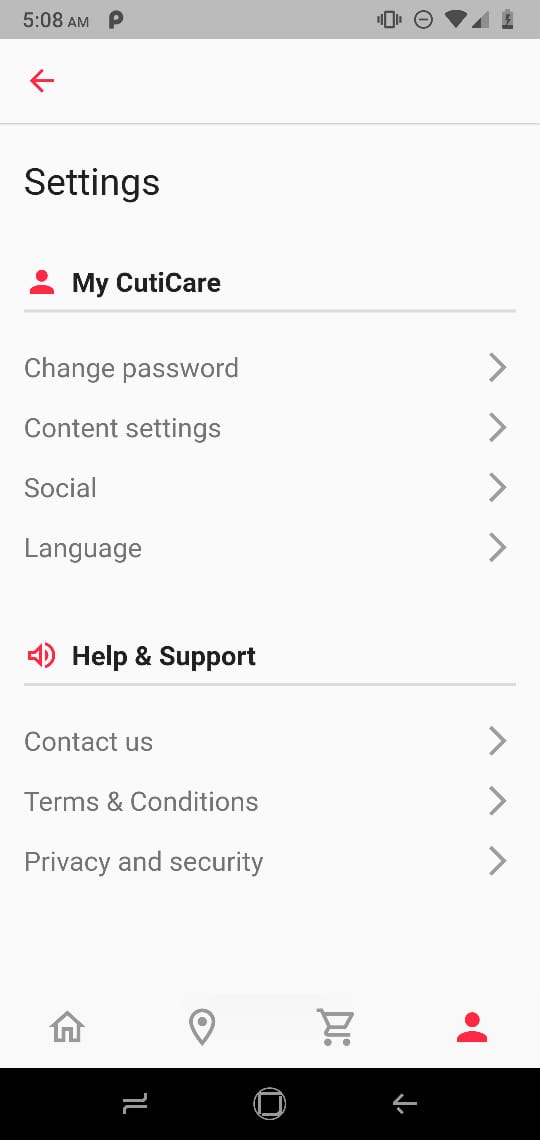 5:08 AM
Settings
My CutiCare
Change password
Content settings
Social
Language
Help & Support
Contact us
Terms & Conditions
Privacy and security